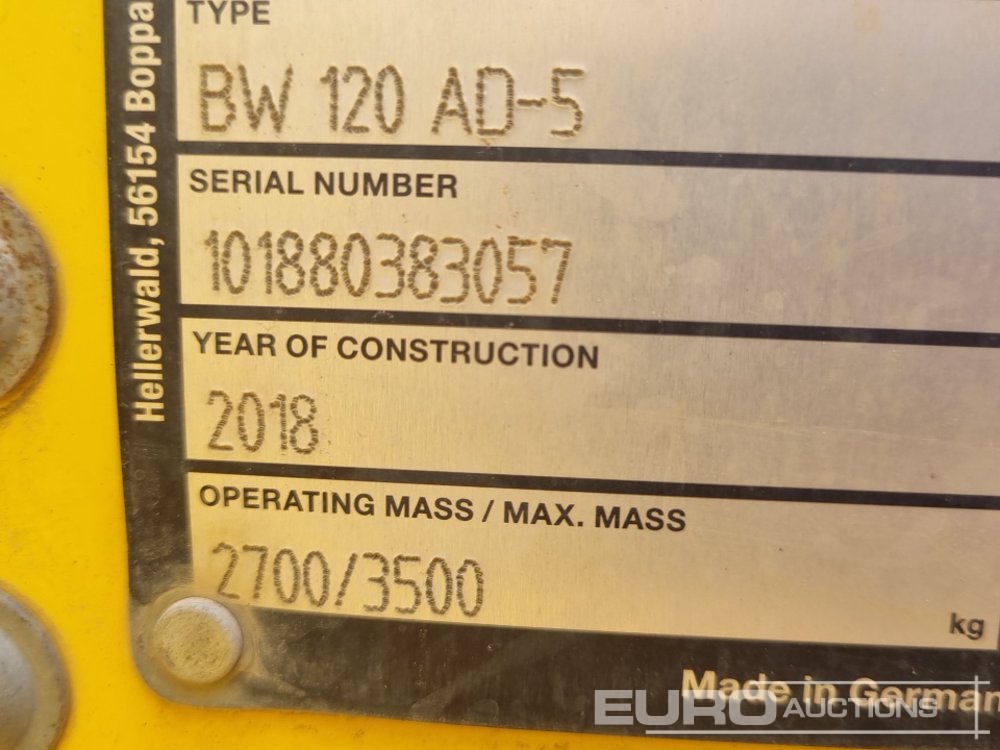 TYPE
BW 120 AD-5
SERIAL NUMBER
101880383057
YEAR OF CONSTRUCTION
2018
OPERATING MASS / MAX. MASS
2700/3500
kg
Made in German
Hellerwald, 56154 Boppa
EURO AUCTIONS